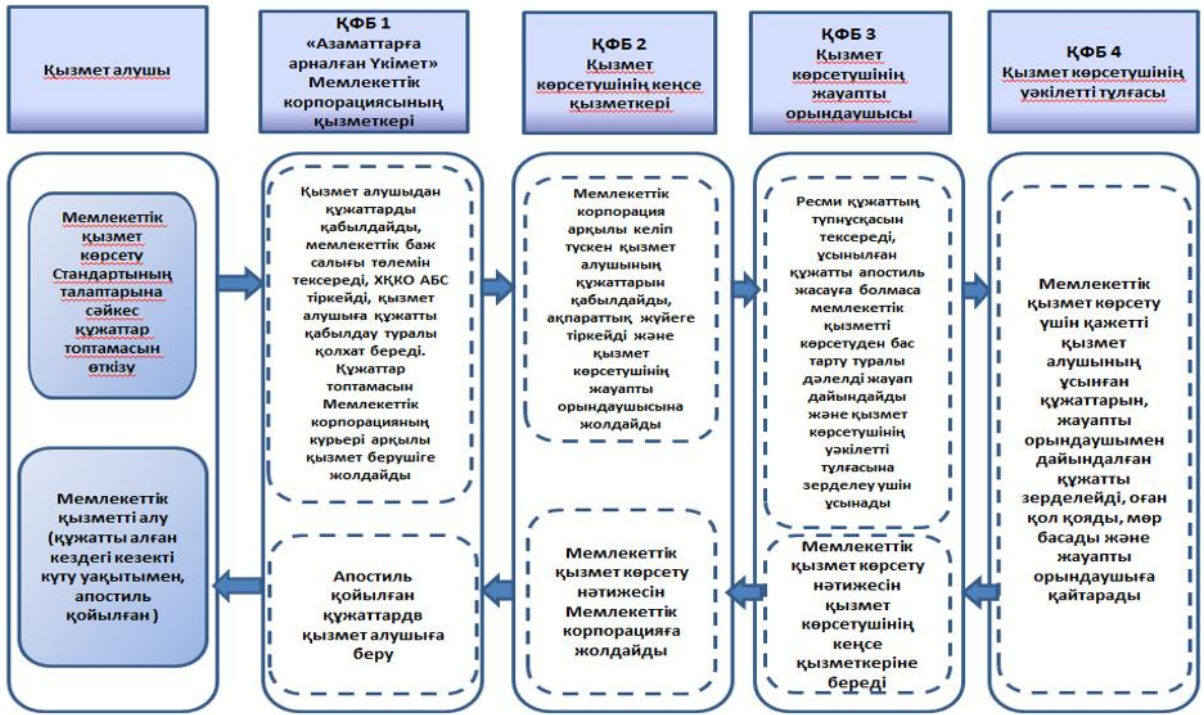 Қызмет алушы
ҚФБ 1
«Азаматтарға
арналған Үкімет»
Мемлекеттік
корпорациясының
қызметкері
ҚФБ 2
Қызмет
көрсетушінің кеңсе
қызметкері
ҚФБ 3
Қызмет
көрсетушінің
жауапты
орындаушысы
ҚФБ 4
Қызмет көрсетушінің
уәкілетті тұлғасы
Мемлекеттік
қызмет
көрсету
Стандартының
талаптарына
сәйкес
құжаттар
топтамасын
өткізу
Қызмет алушыдан
құжаттарды
қабылдайды,
мемлекеттік баж
салығы төлемін
тексереді, ХҚКО АБС
тіркейді, қызмет
алушыға құжатты
қабылдау туралы
қолхат береді.
Құжаттар
топтамасын
Мемлекеттік
корпорацияның
курьері арқылы
қызмет берушіге
жолдайды
Мемлекеттік
корпорация
арқылы келіп
түскен қызмет
алушының
құжаттарын
қабылдайды,
ақпараттық жүйеге
тіркейді және
қызмет
көрсетушінің
жауапты
орындаушысына
жолдайды
Ресми құжаттың
түпнұсқасын
тексереді,
ұсынылған
құжатты апостиль
жасауға болмаса
мемлекеттік
қызметті
көрсетуден бас
тарту туралы
дәлелді жауап
дайындайды
және қызмет
көрсетушінің
уәкілетті
тұлғасына
зерделеу үшін
ұсынады
Мемлекеттік
қызмет көрсету
үшін қажетті
қызмет
алушының
ұсынған
құжаттарын,
жауапты
орындаушымен
дайындалған
құжатты
зерделейді, оған
қол қояды, мөр
басады және
жауапты
орындаушыға
қайтарады
Мемлекеттік
қызметті алу
(құжатты алған
кездегі кезекті
күту уақытымен,
апостиль
қойылған )
Апостиль
қойылған
құжаттардв
қызмет алушыға
беру
Мемлекеттік
қызмет көрсету
нәтижесін
Мемлекеттік
корпорацияға
жолдайды
Мемлекеттік
қызмет көрсету
нәтижесін
қызмет
көрсетушінің
кеңсе
қызметкеріне
береді